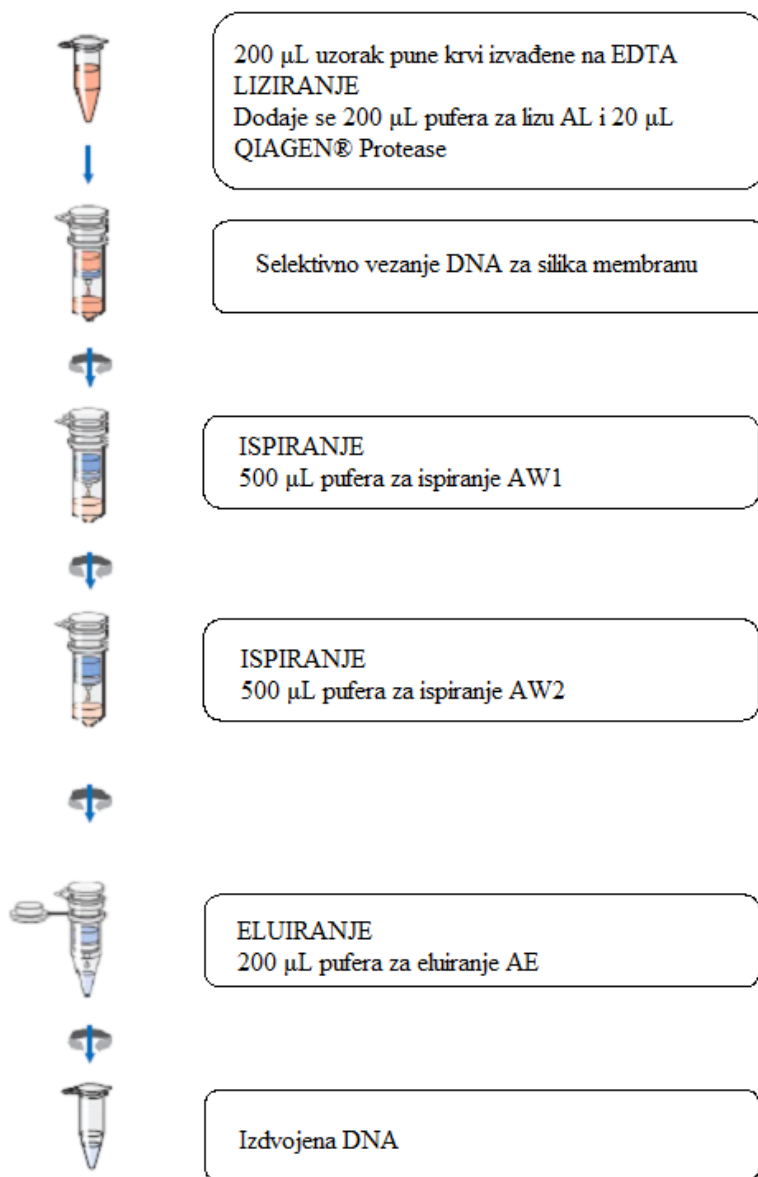 200 µL uzorak pune krvi izvađene na EDTA
LIZIRANJE
Dodaje se 200 µL pufera za lizu AL i 20 µL
QIAGEN® Protease
Selektivno vezanje DNA za silika membranu
ISPIRANJE
500 µL pufera za ispiranje AW1
ISPIRANJE
500 µL pufera za ispiranje AW2
ELUIRANJE
200 µL pufera za eluiranje AE
Izdvojena DNA